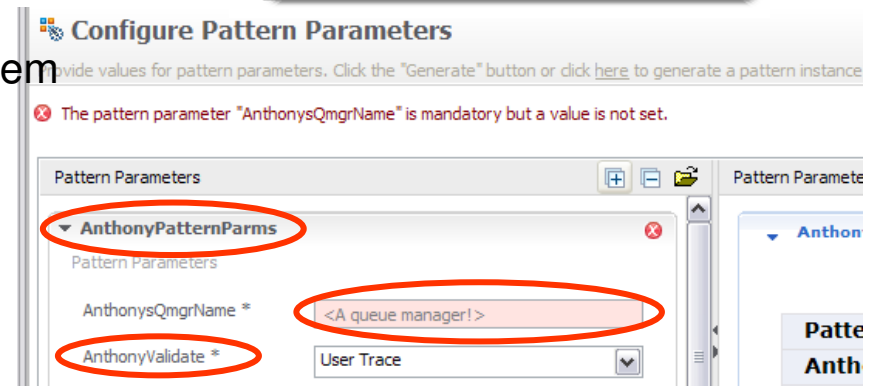 Configure Pattern Parameters
em
Provide values for pattern parameters. Click the "Generate" button or click here to generate a pattern instance
The pattern parameter "AnthonysQmgrName" is mandatory but a value is not set.
Pattern Parameters
Pattern Paramete
AnthonyPatternParms
Anthon
Pattern Parameters
AnthonysQmgrName *
<A queue manager!>
Patte
AnthonyValidate *
User Trace
Anth